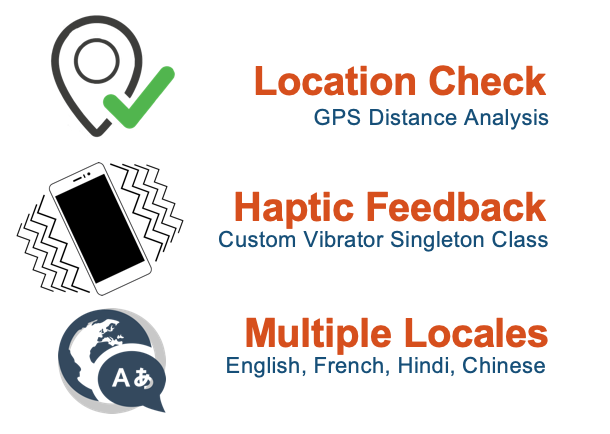 Location Check
GPS Distance Analysis
Haptic Feedback
Custom Vibrator Singleton Class
Multiple Locales
English, French, Hindi, Chinese
Aあ